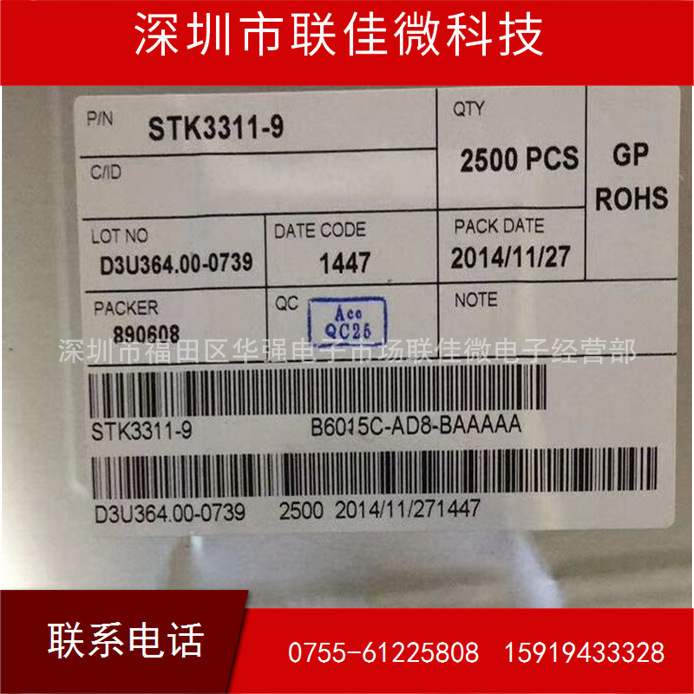 深圳市联佳微科技
P/N STK3311-9
QTY 2500 PCS
GP
ROHS
C/ID
LOT NO D3U364.00-0739
DATE CODE 1447
PACK DATE 2014/11/27
PACKER 890608
QC Acc QC25
NOTE
深圳市福田区华强电子市场联佳微电子经营部
STK3311-9 B6015C-AD8-BAAAAA
D3U364.00-0739 2500 2014/11/271447
联系电话 0755-61225808 15919433328